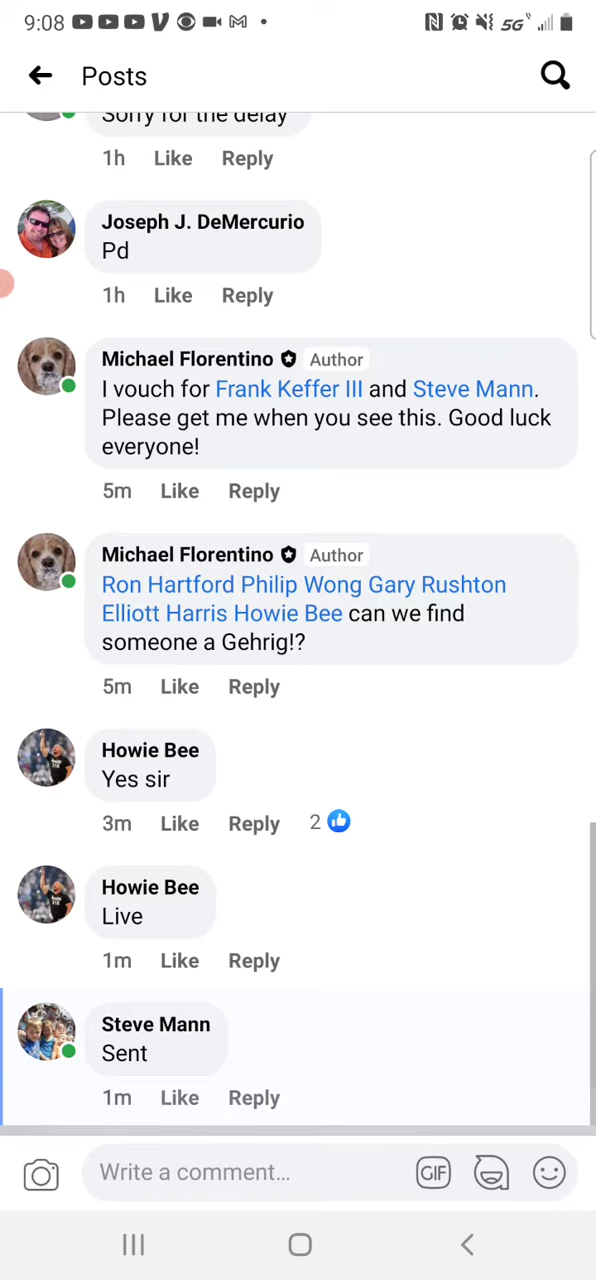 9:08
5G
Posts
Sorry for the delay
1h Like Reply
Joseph J. DeMercurio
Pd
1h Like Reply
Michael Florentino Author
I vouch for Frank Keffer III and Steve Mann.
Please get me when you see this. Good luck
everyone!
5m Like Reply
Michael Florentino Author
Ron Hartford Philip Wong Gary Rushton
Elliott Harris Howie Bee can we find
someone a Gehrig!?
5m Like Reply
Howie Bee
Yes sir
3m Like Reply 2
Howie Bee
Live
1m Like Reply
Steve Mann
Sent
1m Like Reply
Write a comment...
GIF